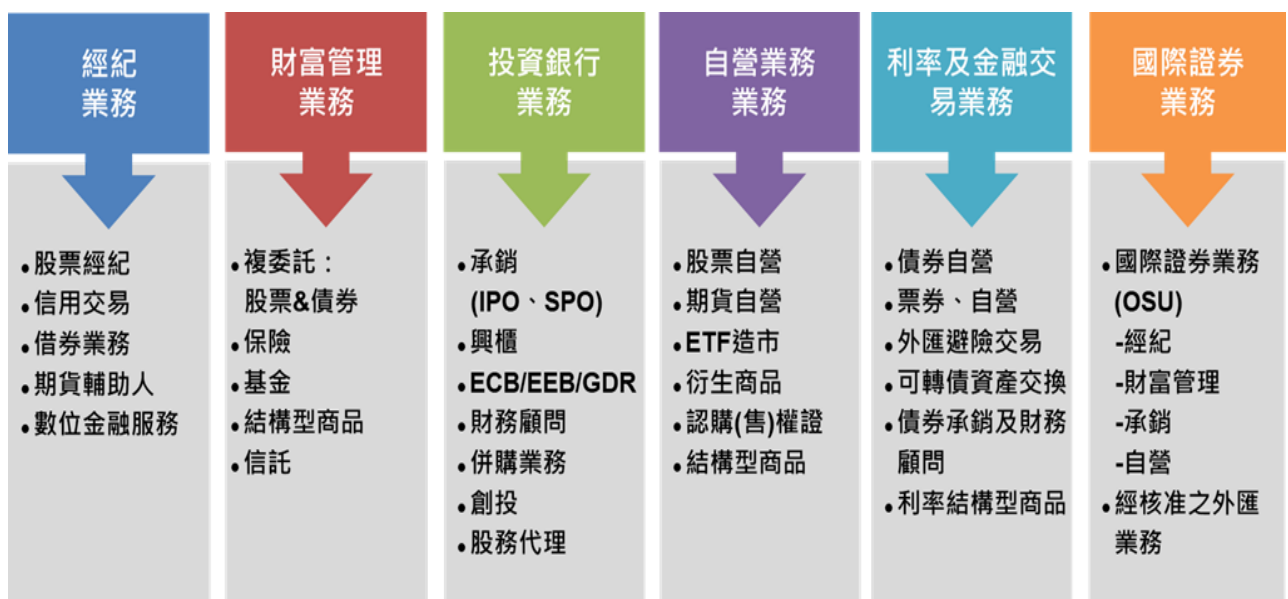 經紀
業務
•股票經紀
•信用交易
•借券業務
•期貨輔助人
•數位金融服務
財富管理
業務
•複委託：
股票&債券
•保險
•基金
•結構型商品
•信託
投資銀行
業務
•承銷
(IPO、SPO)
•興櫃
•ECB/EEB/GDR
•財務顧問
•併購業務
•創投
•股務代理
自營業務
業務
•股票自營
•期貨自營
•ETF造市
•衍生商品
•認購(售)權證
•結構型商品
利率及金融交
易業務
•債券自營
•票券、自營
•外匯避險交易
•可轉債資產交換
•債券承銷及財務
顧問
•利率結構型商品
國際證券
業務
•國際證券業務
(OSU)
-經紀
-財富管理
-承銷
-自營
•經核准之外匯
業務